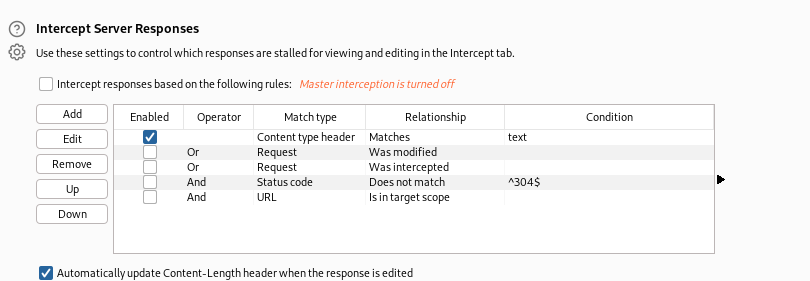 Intercept Server Responses
Use these settings to control which responses are stalled for viewing and editing in the Intercept tab.
Intercept responses based on the following rules: Master interception is turned off
Add
Edit
Remove
Up
Down
Enabled Operator Match type Relationship Condition
Content type header Matches text
Or Request Was modified
Or Request Was intercepted
And Status code Does not match ^304$
And URL Is in target scope
Automatically update Content-Length header when the response is edited